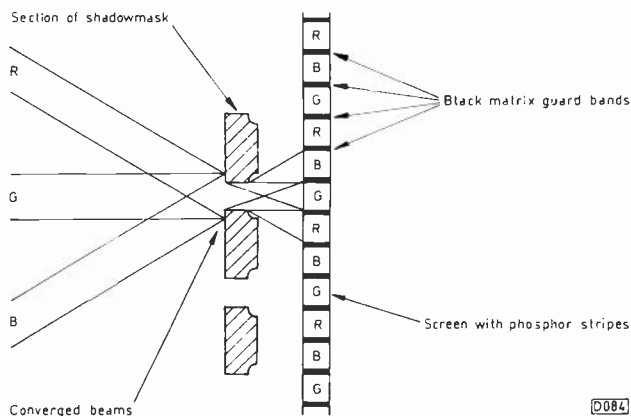 Section of shadowmask
R
G
B
R
B
G
R
B
G
R
B
G
R
B
G
Black matrix guard bands
Screen with phosphor stripes
Converged beams
D084